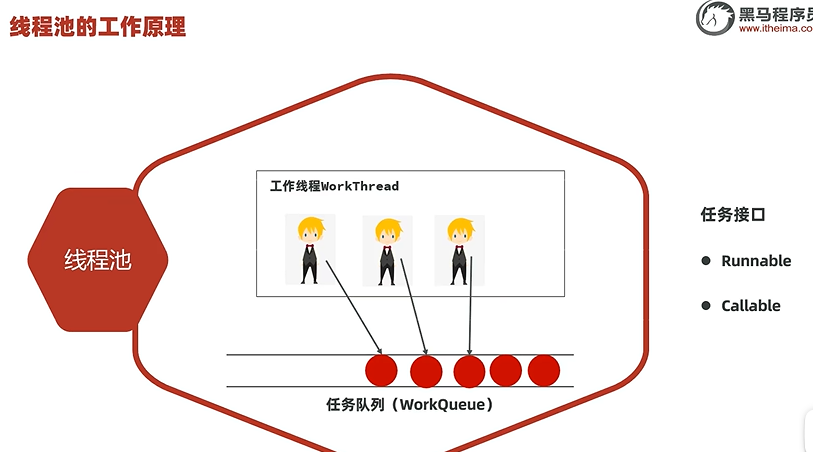 线程池的工作原理
黑马程序员
www.itheima.co
工作线程WorkThread
线程池
任务接口
Runnable
Callable
任务队列（WorkQueue）